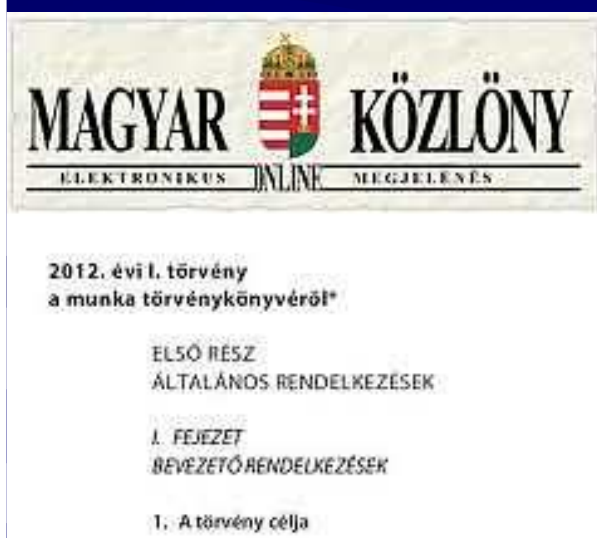 MAGYAR KÖZLÖNY
ELEKTRONIKUS ONLINE MEGJELENÉS
2012. évi I. törvény
a munka törvénykönyvéről*
ELSŐ RÉSZ
ÁLTALÁNOS RENDELKEZÉSEK
I. FEJEZET
BEVEZETŐ RENDELKEZÉSEK
1. A törvény célja